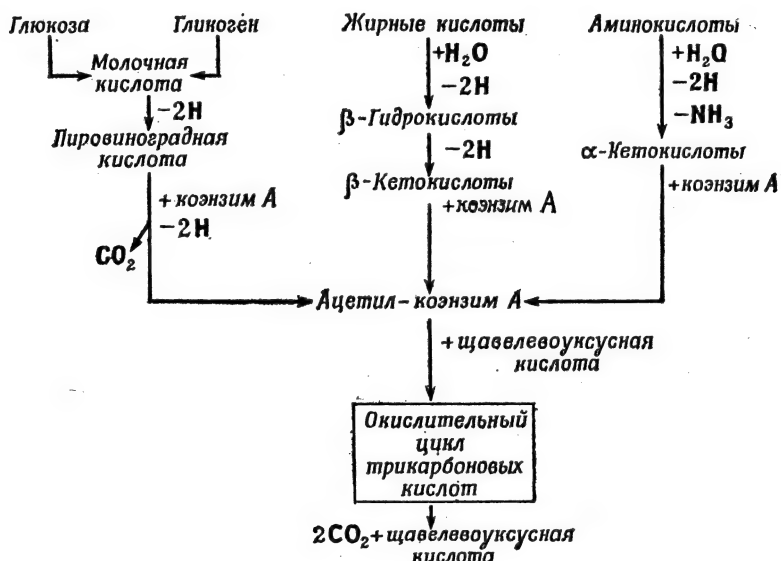 Глюкоза Гликоген
Молочная
кислота
−2H
Пировиноградная
кислота
+ коэнзим A
−2H
CO₂
Жирные кислоты
+H₂O
−2H
β-Гидрокислоты
−2H
β-Кетокислоты
+коэнзим A
Аминокислоты
+H₂O
−2H
−NH₃
α-Кетокислоты
+коэнзим A
Ацетил-коэнзим A
+ щавелевоуксусная
кислота
Окислительный
цикл
трикарбоновых
кислот
2CO₂+щавелевоуксусная
кислота